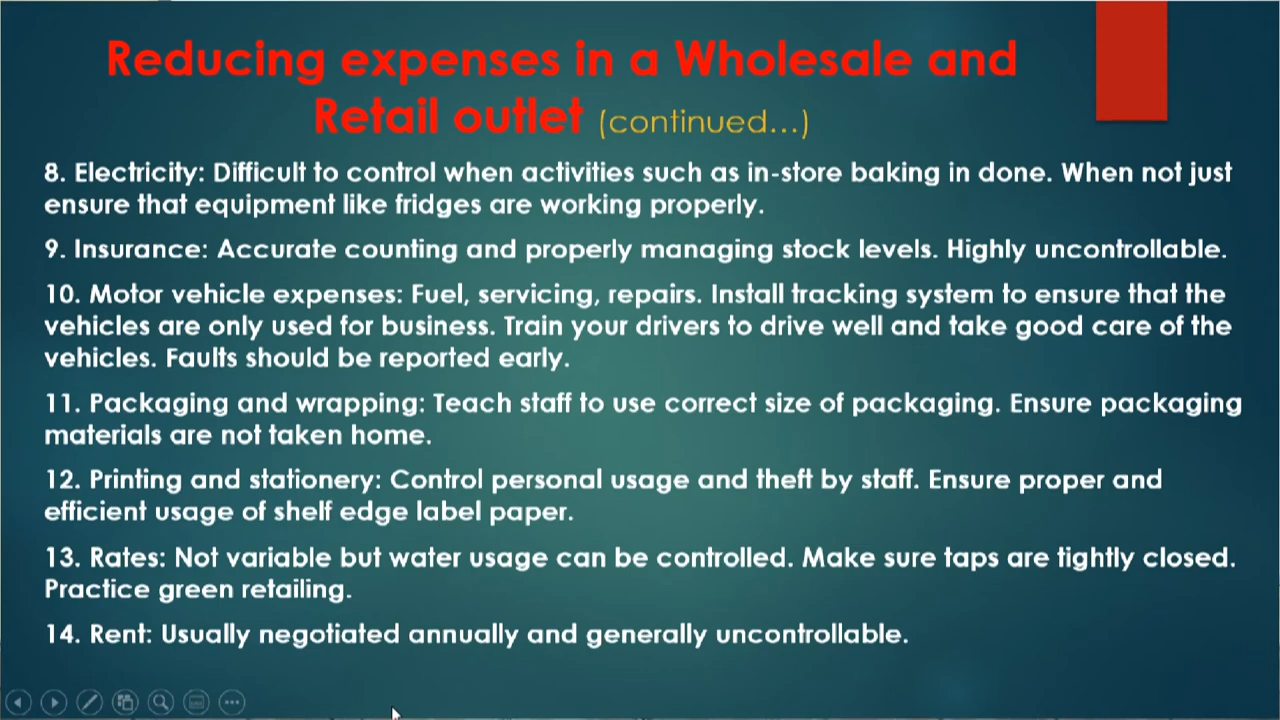 Reducing expenses in a Wholesale and
Retail outlet (continued...)
8. Electricity: Difficult to control when activities such as in-store baking in done. When not just
ensure that equipment like fridges are working properly.
9. Insurance: Accurate counting and properly managing stock levels. Highly uncontrollable.
10. Motor vehicle expenses: Fuel, servicing, repairs. Install tracking system to ensure that the
vehicles are only used for business. Train your drivers to drive well and take good care of the
vehicles. Faults should be reported early.
11. Packaging and wrapping: Teach staff to use correct size of packaging. Ensure packaging
materials are not taken home.
12. Printing and stationery: Control personal usage and theft by staff. Ensure proper and
efficient usage of shelf edge label paper.
13. Rates: Not variable but water usage can be controlled. Make sure taps are tightly closed.
Practice green retailing.
14. Rent: Usually negotiated annually and generally uncontrollable.